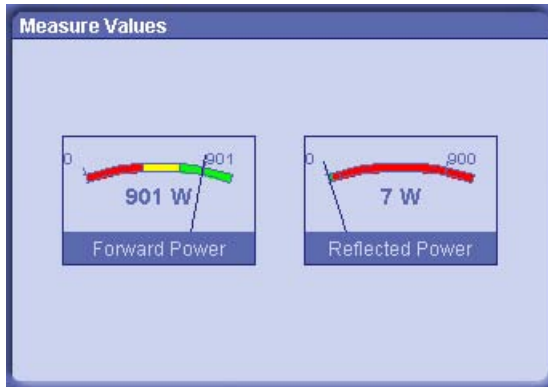 Measure Values
0 901
901 W
Forward Power
0 900
7 W
Reflected Power